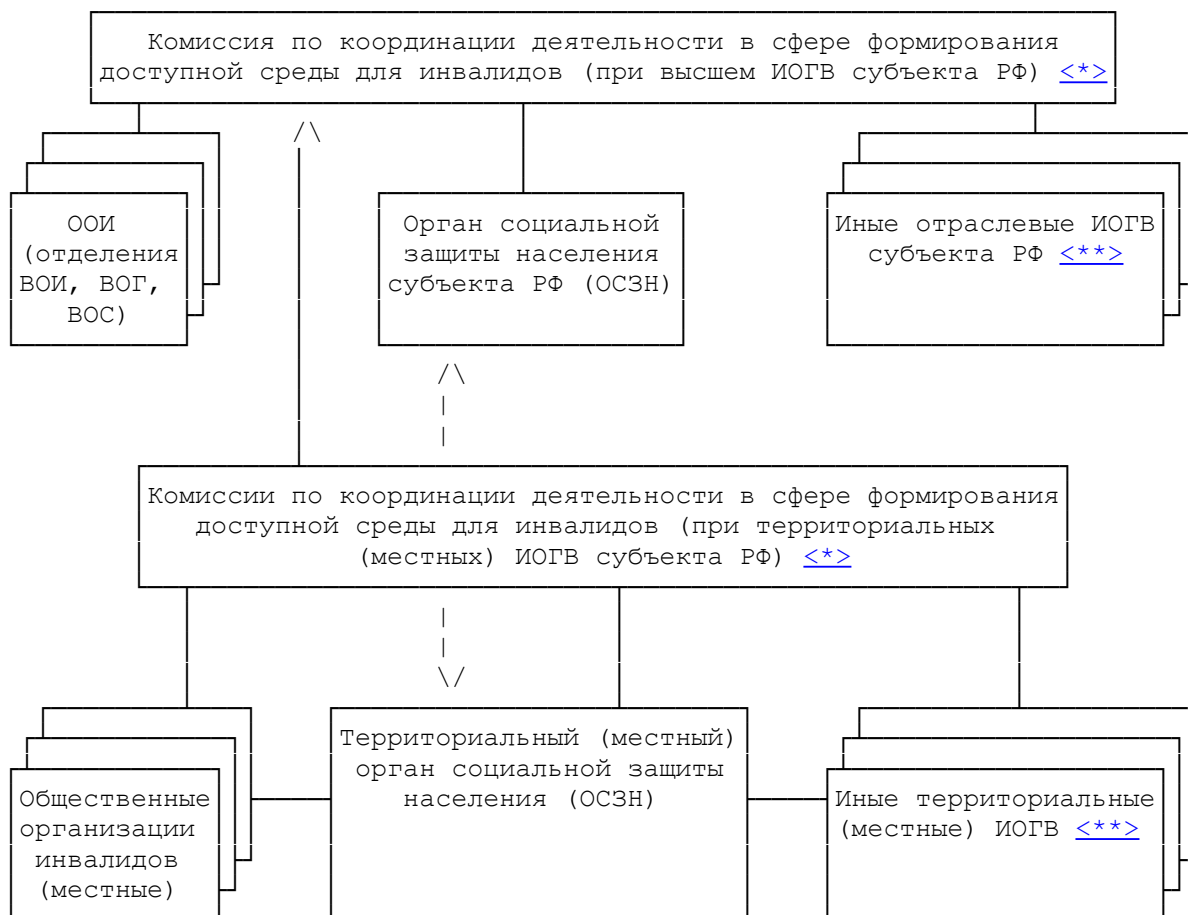 Комиссия по координации деятельности в сфере формирования
доступной среды для инвалидов (при высшем ИОГВ субъекта РФ) <*>
ООИ
(отделения
ВОИ, ВОГ,
ВОС)
Орган социальной
защиты населения
субъекта РФ (ОСЗН)
Иные отраслевые ИОГВ
субъекта РФ <**>
Комиссии по координации деятельности в сфере формирования
доступной среды для инвалидов (при территориальных
(местных) ИОГВ субъекта РФ) <*>
Общественные
организации
инвалидов
(местные)
Территориальный (местный)
орган социальной защиты
населения (ОСЗН)
Иные территориальные
(местные) ИОГВ <**>